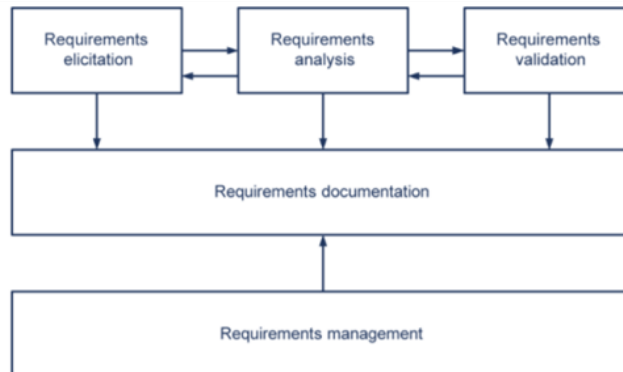 Requirements
elicitation
Requirements
analysis
Requirements
validation
Requirements documentation
Requirements management